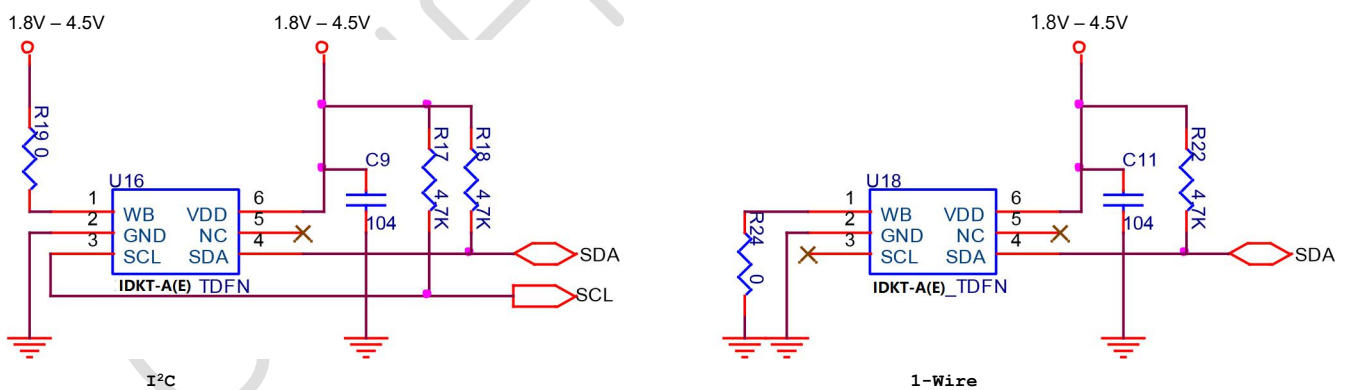 1.8V – 4.5V
1.8V – 4.5V
R19 0
R17 4.7K
R18 4.7K
C9
104
U16
1 WB VDD 6
2 GND NC 5
3 SCL SDA 4
IDKT-A(E) TDFN
SDA
SCL
I²C
1.8V – 4.5V
R22 4.7K
C11
104
U18
1 WB VDD 6
2 GND NC 5
3 SCL SDA 4
R24 0
IDKT-A(E)_TDFN
SDA
1-Wire